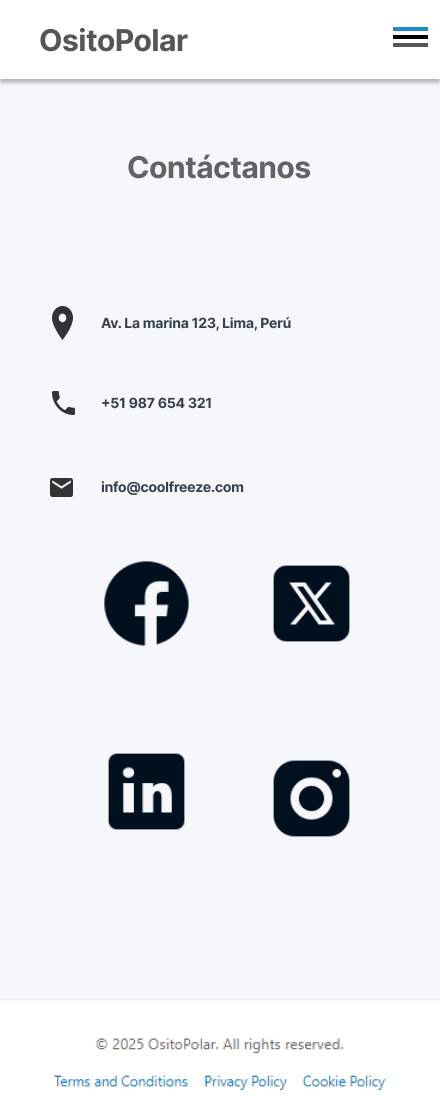 OsitoPolar
Contáctanos
Av. La marina 123, Lima, Perú
+51 987 654 321
info@coolfreeze.com
© 2025 OsitoPolar. All rights reserved.
Terms and Conditions Privacy Policy Cookie Policy